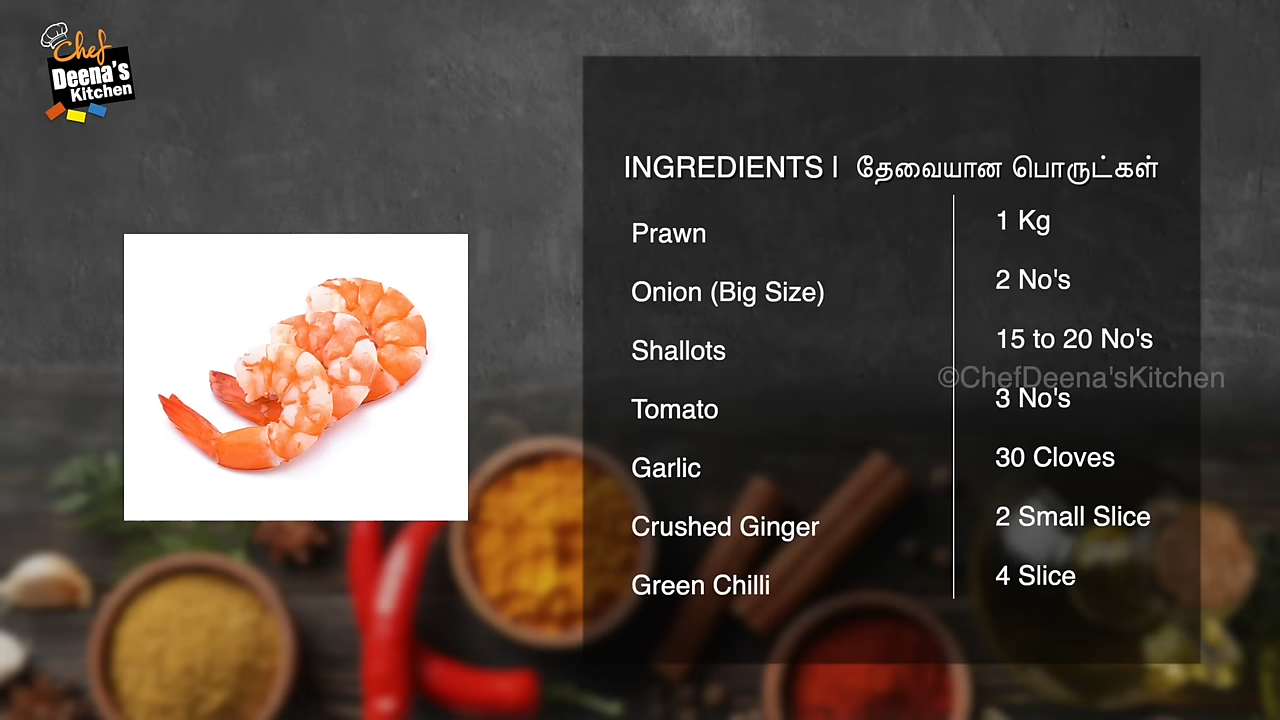 Chef
Deena's
Kitchen
INGREDIENTS | தேவையான பொருட்கள்
Prawn 1 Kg
Onion (Big Size) 2 No's
Shallots 15 to 20 No's
©ChefDeena'sKitchen
Tomato 3 No's
Garlic 30 Cloves
Crushed Ginger 2 Small Slice
Green Chilli 4 Slice